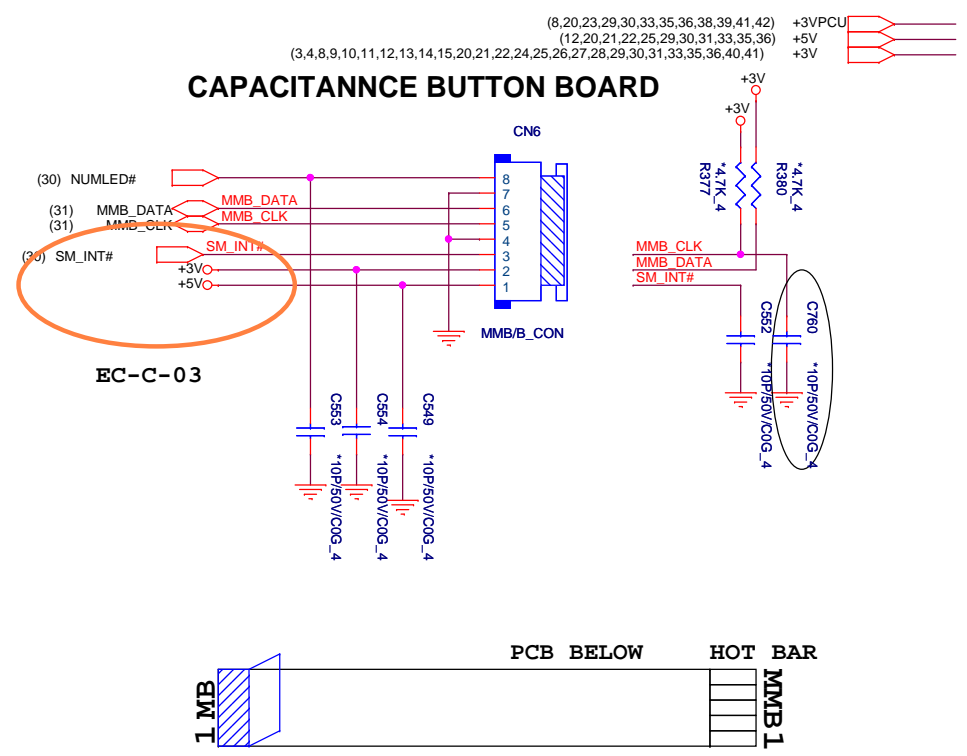 (8,20,23,29,30,33,35,36,38,39,41,42) +3VPCU
(12,20,21,22,25,29,30,31,33,35,36) +5V
(3,4,8,9,10,11,12,13,14,15,20,21,22,24,25,26,27,28,29,30,31,33,35,36,40,41) +3V
CAPACITANNCE BUTTON BOARD
+3V
+3V
CN6
*4.7K_4
R377
*4.7K_4
R380
(30) NUMLED#
8
7
(31) MMB_DATA
MMB_DATA
6
(31) MMB_CLK
MMB_CLK
5
4
(30) SM_INT#
SM_INT#
3
+3V
2
+5V
1
MMB_CLK
MMB_DATA
SM_INT#
MMB/B_CON
C552
*10P/50V/C0G_4
C760
*10P/50V/C0G_4
EC-C-03
C553
*10P/50V/C0G_4
C554
*10P/50V/C0G_4
C549
*10P/50V/C0G_4
PCB BELOW
HOT BAR
1 MB
MMB1